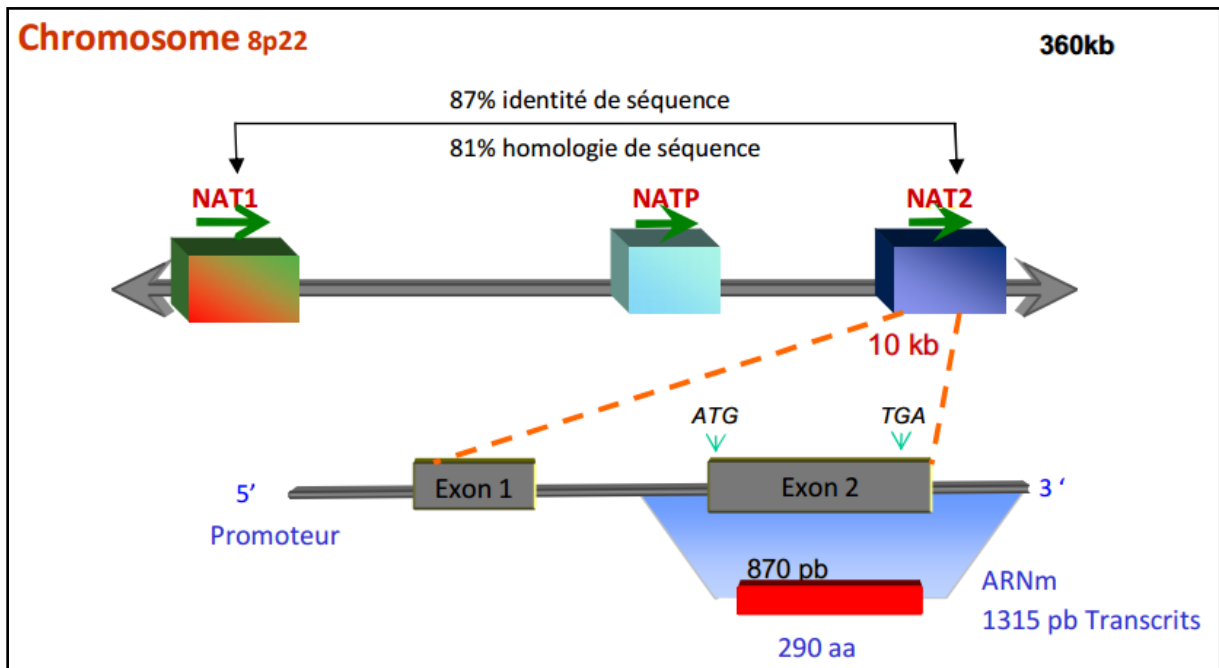 Chromosome 8p22
360kb
87% identité de séquence
81% homologie de séquence
NAT1
NATP
NAT2
10 kb
ATG
TGA
5'
Exon 1
Exon 2
3 '
Promoteur
870 pb
ARNm
1315 pb Transcrits
290 aa